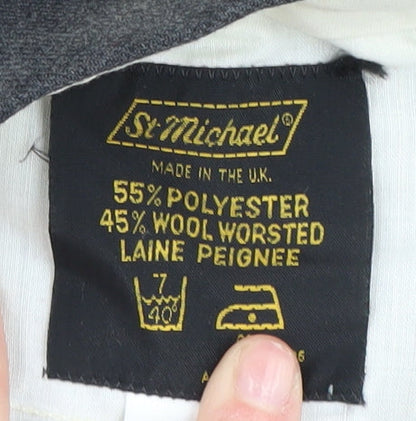 St Michael®
MADE IN THE U.K.
55% POLYESTER
45% WOOL WORSTED
LAINE PEIGNEE
7
40°